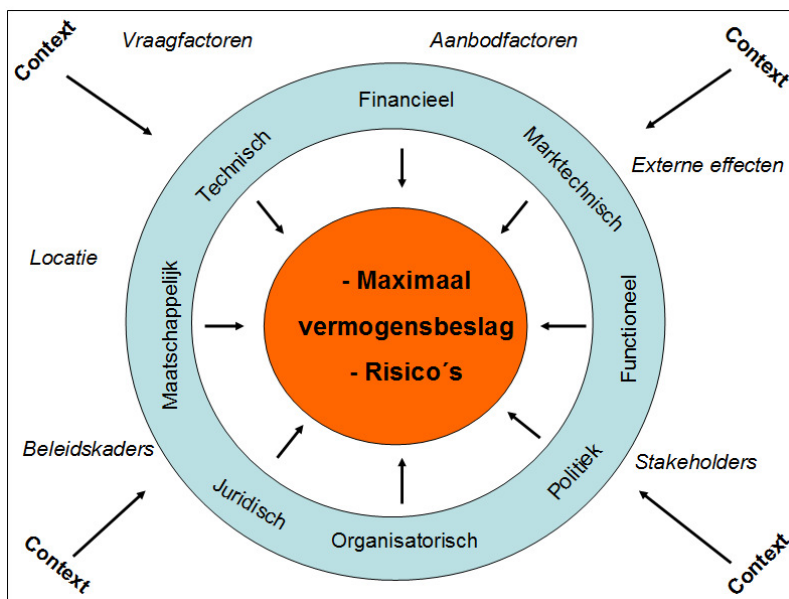 Context
Vraagfactoren
Aanbodfactoren
Context
Financieel
Technisch
Marktechnisch
Externe effecten
Locatie
Maatschappelijk
- Maximaal
vermogensbeslag
- Risico´s
Functioneel
Beleidskaders
Juridisch
Organisatorisch
Politiek
Stakeholders
Context
Context